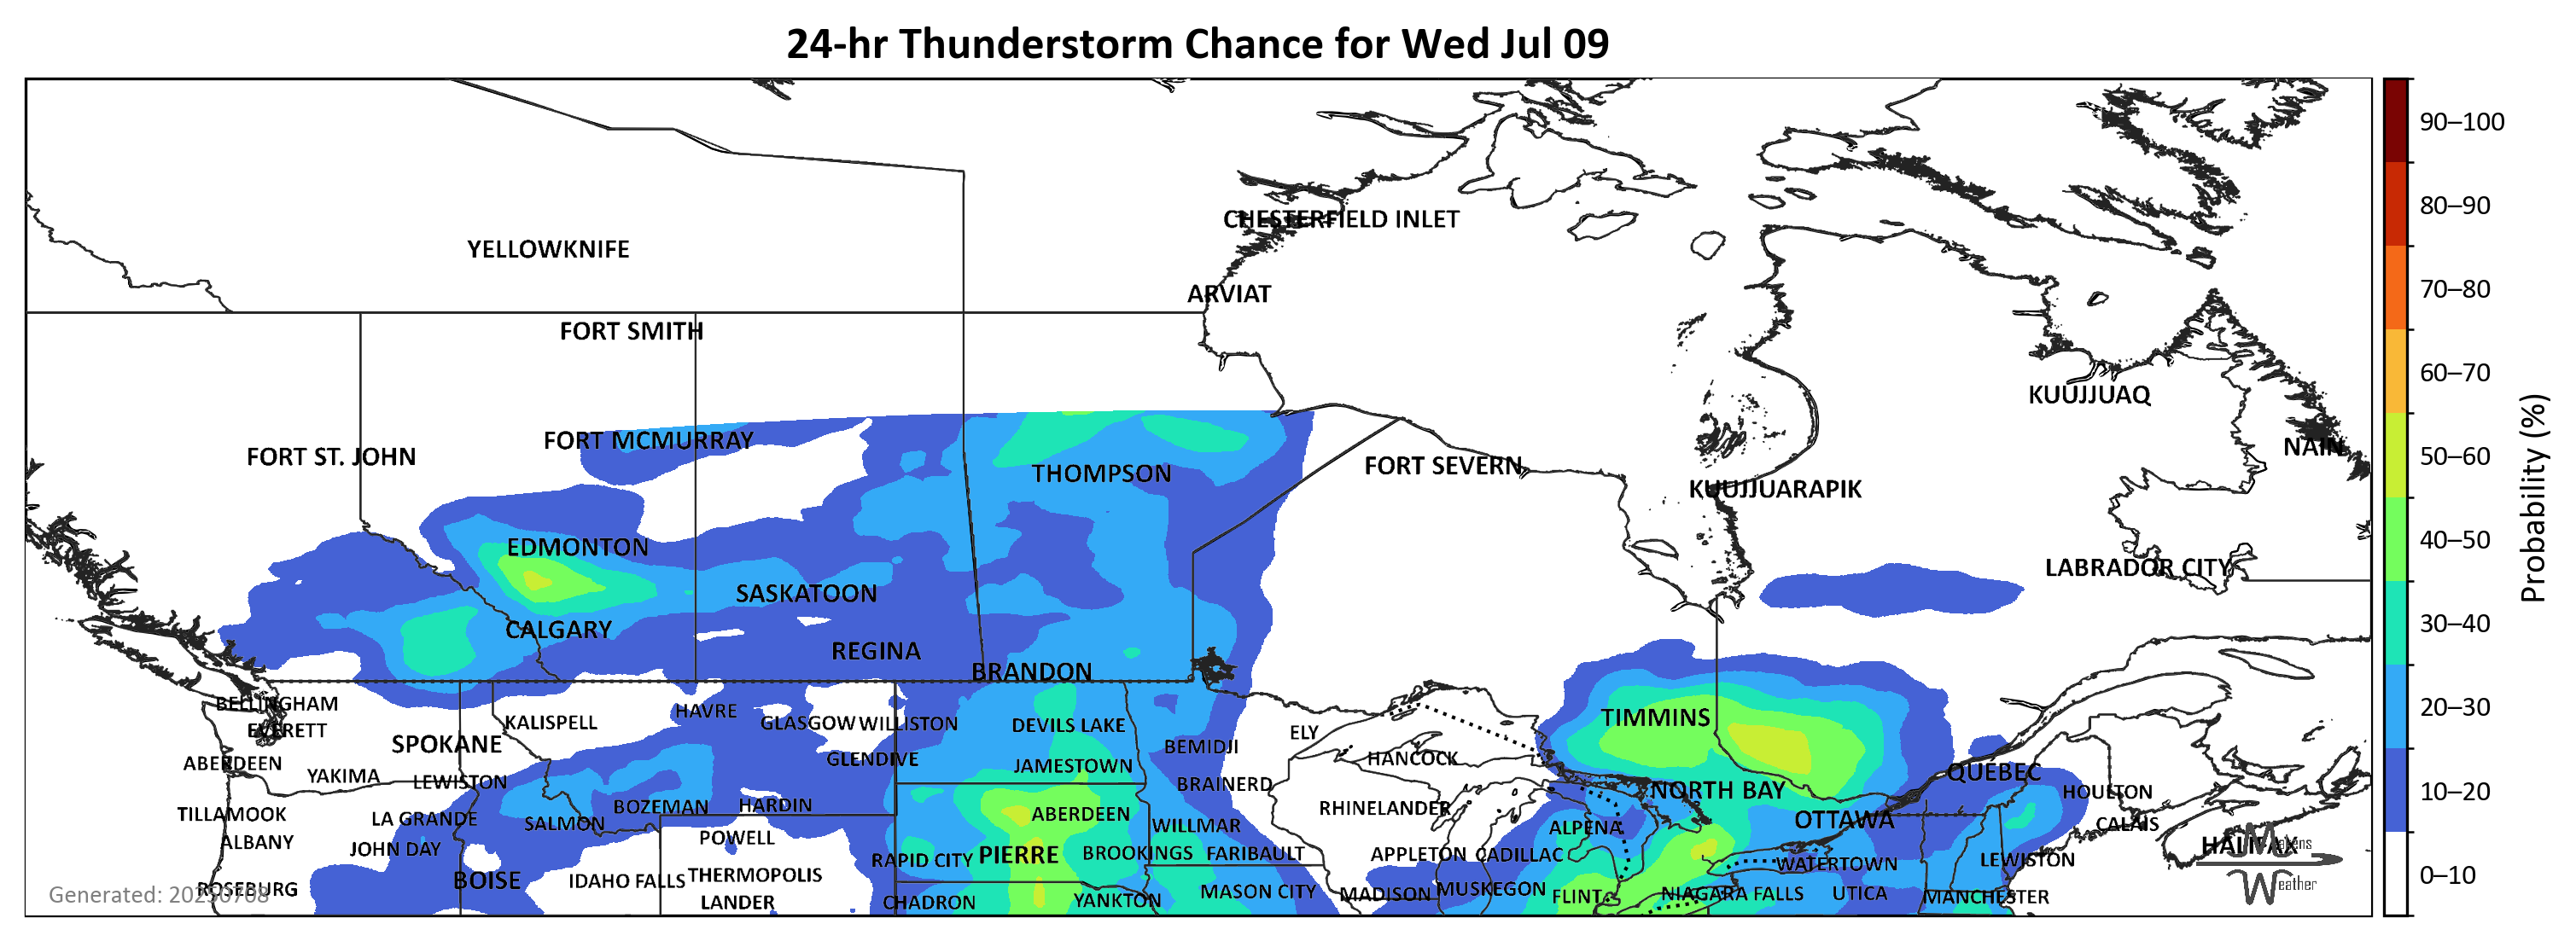 24-hr Thunderstorm Chance for Wed Jul 09
CHESTERFIELD INLET
YELLOWKNIFE
ARVIAT
FORT SMITH
KUUJJUAQ
FORT MCMURRAY
NAIN
FORT ST. JOHN
FORT SEVERN
THOMPSON
KUUJJUARAPIK
EDMONTON
LABRADOR CITY
SASKATOON
CALGARY
REGINA
BRANDON
BELLINGHAM
HAVRE
TIMMINS
KALISPELL
GLASGOW
WILLISTON
DEVILS LAKE
EVERETT
ELY
SPOKANE
BEMIDJI
ABERDEEN
GLENDIVE
HANCOCK
JAMESTOWN
QUÉBEC
YAKIMA
LEWISTON
BRAINERD
NORTH BAY
HOULTON
BOZEMAN
HARDIN
RHINELANDER
TILLAMOOK
LA GRANDE
ABERDEEN
OTTAWA
SALMON
WILLMAR
ALPENA
CALAIS
ALBANY
POWELL
HALIFAX
JOHN DAY
RAPID CITY
PIERRE
BROOKINGS
FARIBAULT
APPLETON
CADILLAC
WATERTOWN
LEWISTON
BOISE
IDAHO FALLS
THERMOPOLIS
ROSEBURG
MASON CITY
MADISON
MUSKEGON
FLINT
NIAGARA FALLS
UTICA
MANCHESTER
LANDER
CHADRON
YANKTON
Generated: 20250708
Weather
90–100
80–90
70–80
60–70
50–60
40–50
30–40
20–30
10–20
0–10
Probability (%)